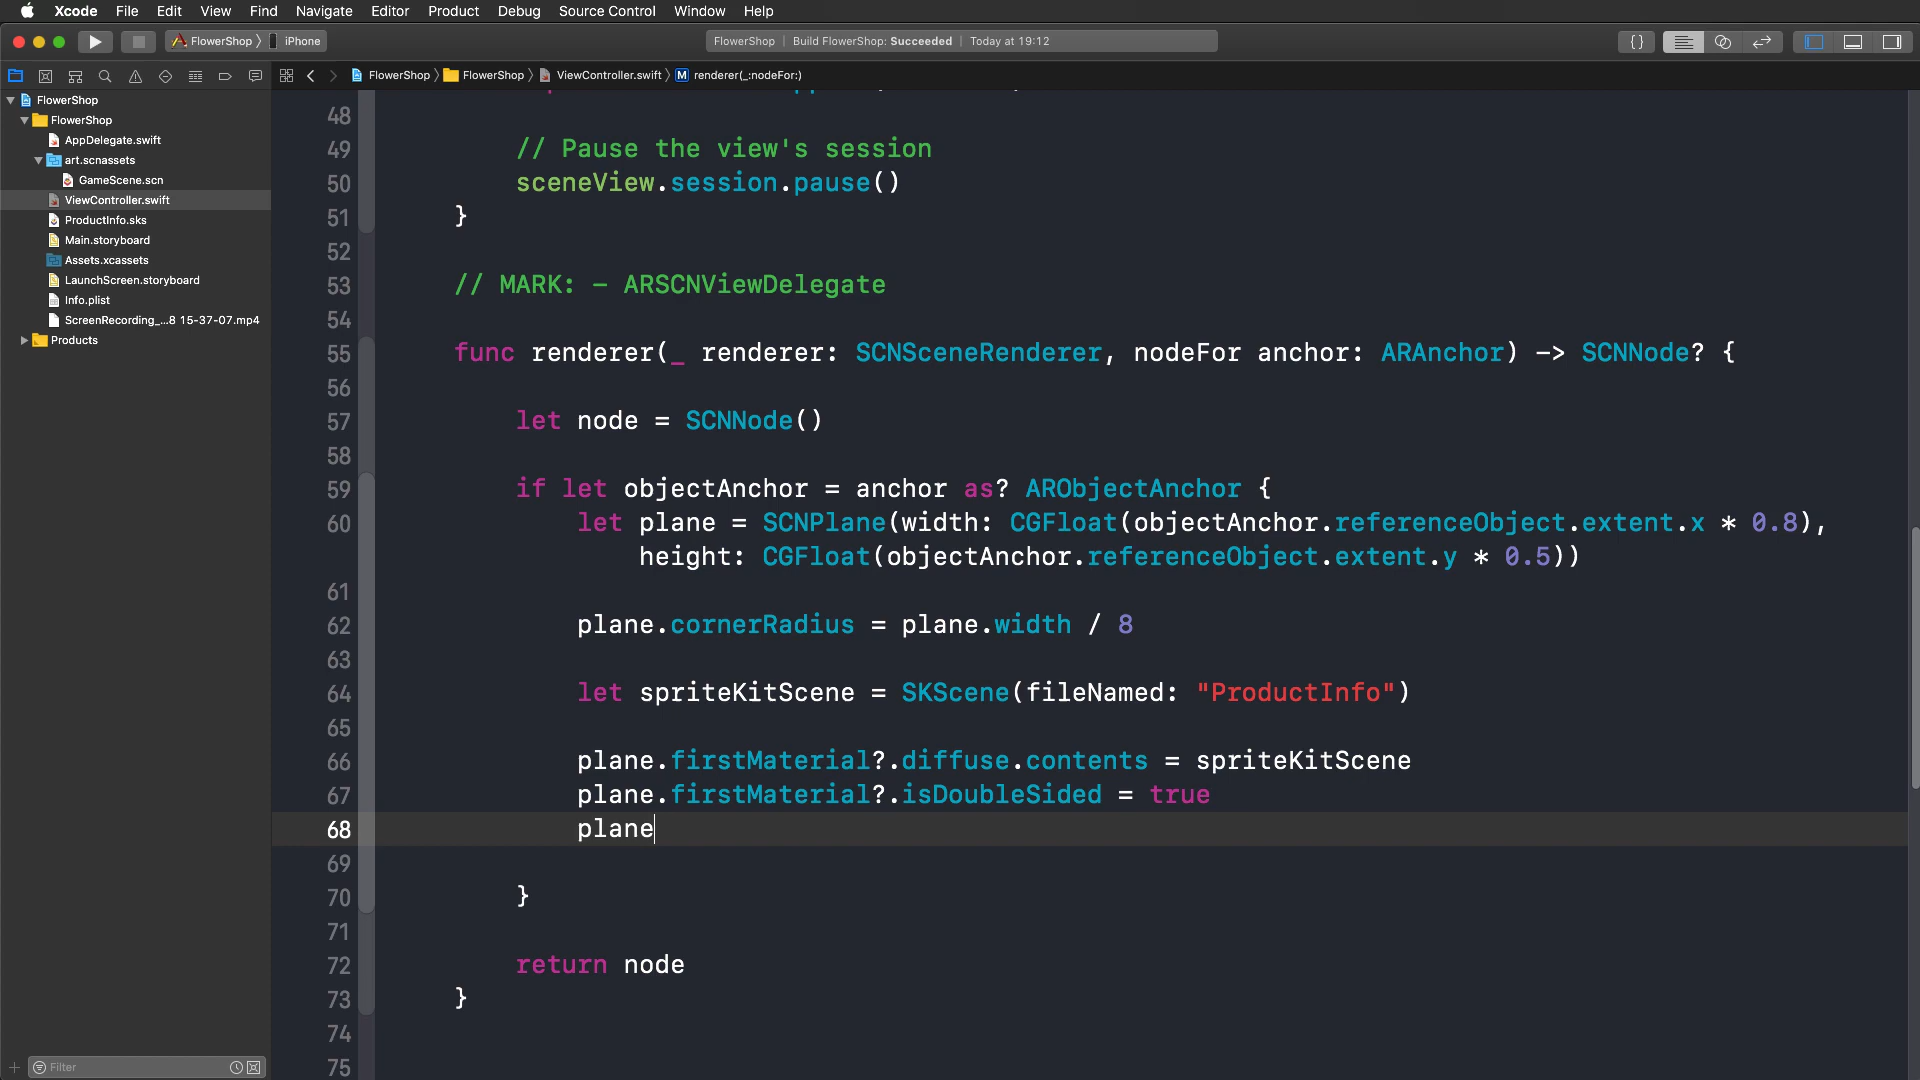 Xcode File Edit View Find Navigate Editor Product Debug Source Control Window Help
FlowerShop 〉 iPhone
FlowerShop | Build FlowerShop: Succeeded | Today at 19:12
{}
FlowerShop 〉 FlowerShop 〉 ViewController.swift 〉 M renderer(_:nodeFor:)
FlowerShop
FlowerShop
AppDelegate.swift
art.scnassets
GameScene.scn
ViewController.swift
ProductInfo.sks
Main.storyboard
Assets.xcassets
LaunchScreen.storyboard
Info.plist
ScreenRecording_...8 15-37-07.mp4
Products
Filter
48
49 // Pause the view's session
50 sceneView.session.pause()
51 }
52
53 // MARK: - ARSCNViewDelegate
54
55 func renderer(_ renderer: SCNSceneRenderer, nodeFor anchor: ARAnchor) -> SCNNode? {
56
57 let node = SCNNode()
58
59 if let objectAnchor = anchor as? ARObjectAnchor {
60 let plane = SCNPlane(width: CGFloat(objectAnchor.referenceObject.extent.x * 0.8),
height: CGFloat(objectAnchor.referenceObject.extent.y * 0.5))
61
62 plane.cornerRadius = plane.width / 8
63
64 let spriteKitScene = SKScene(fileNamed: "ProductInfo")
65
66 plane.firstMaterial?.diffuse.contents = spriteKitScene
67 plane.firstMaterial?.isDoubleSided = true
68 plane
69
70 }
71
72 return node
73 }
74
75